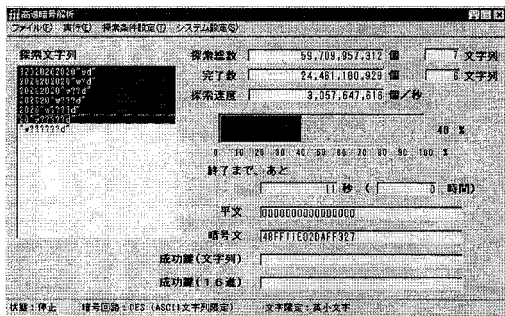 高速暗号解析
ファイル(F) 実行(E) 探索条件設定(T) システム設定(S)
探索文字列
探索総数 59,709,957,312 個 7 文字列
完了数 24,461,180,928 個 6 文字列
探索速度 3,057,647,616 個/秒
"w??????d"
40 %
0 10 20 30 40 50 60 70 80 90 100 %
終了まで、あと
11 秒 ( 0 時間)
平文 0000000000000000
暗号文 48FF11E02DAFF327
成功鍵(文字列)
成功鍵(16進)
状態:停止 暗号回路:DES (ASCII文字列限定) 文字限定:英小文字